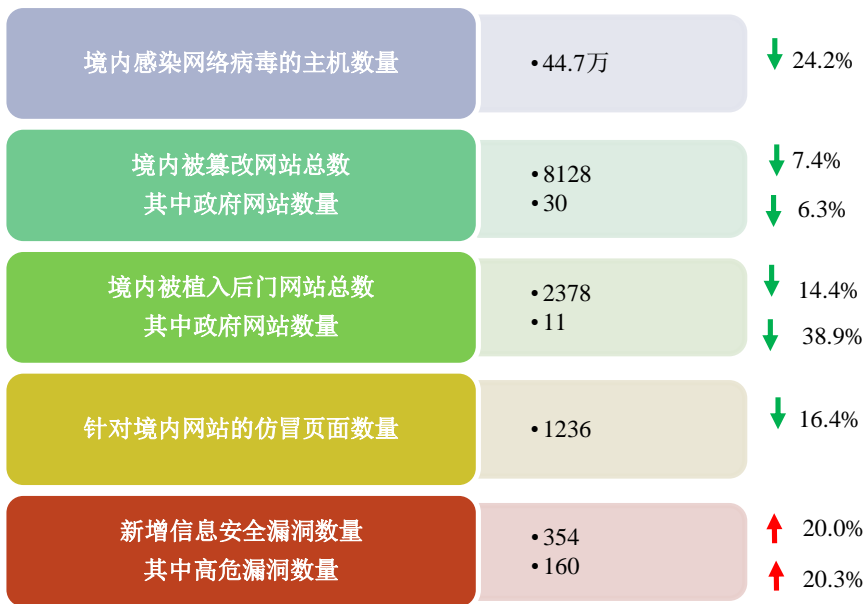 境内感染网络病毒的主机数量
•44.7万
24.2%
境内被篡改网站总数
其中政府网站数量
•8128
•30
7.4%
6.3%
境内被植入后门网站总数
其中政府网站数量
•2378
•11
14.4%
38.9%
针对境内网站的仿冒页面数量
•1236
16.4%
新增信息安全漏洞数量
其中高危漏洞数量
•354
•160
20.0%
20.3%